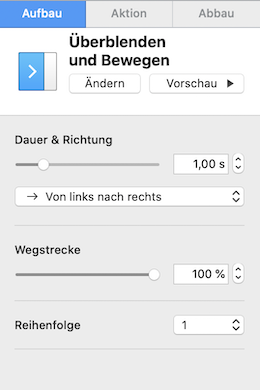 Aufbau Aktion Abbau
Überblenden
und Bewegen
Ändern Vorschau
Dauer & Richtung
1,00 s
Von links nach rechts
Wegstrecke
100 %
Reihenfolge 1